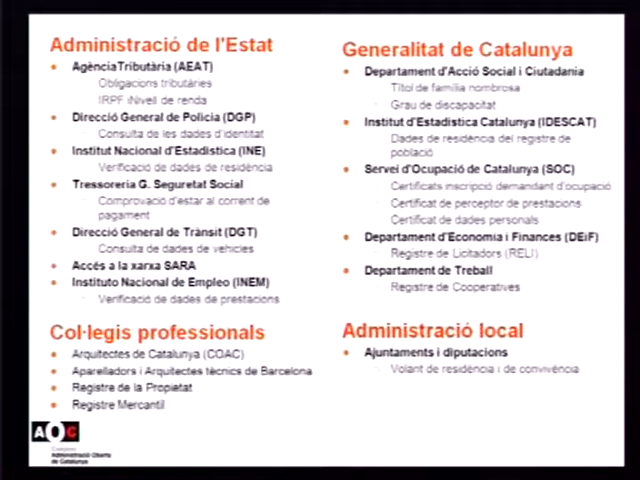 Administració de l'Estat
Agència Tributària (AEAT)
Obligacions tributàries
IRPF i Nivell de renda
Direcció General de Policia (DGP)
Consulta de les dades d'identitat
Institut Nacional d'Estadística (INE)
Verificació de dades de residència
Tressoreria G. Seguretat Social
Comprovació d'estar al corrent de
pagament
Direcció General de Trànsit (DGT)
Consulta de dades de vehicles
Accés a la xarxa SARA
Instituto Nacional de Empleo (INEM)
Verificació de dades de prestacions
Col·legis professionals
Arquitectes de Catalunya (COAC)
Aparelladors i Arquitectes tècnics de Barcelona
Registre de la Propietat
Registre Mercantil
Generalitat de Catalunya
Departament d'Acció Social i Ciutadania
Títol de família nombrosa
Grau de discapacitat
Institut d'Estadística Catalunya (IDESCAT)
Dades de residència del registre de
població
Servei d'Ocupació de Catalunya (SOC)
Certificats inscripció demandant d'ocupació
Certificat de perceptor de prestacions
Certificat de dades personals
Departament d'Economia i Finances (DEiF)
Registre de Licitadors (RELI)
Departament de Treball
Registre de Cooperatives
Administració local
Ajuntaments i diputacions
Volant de residència i de convivència
AOC
Consorci
Administració Oberta
de Catalunya